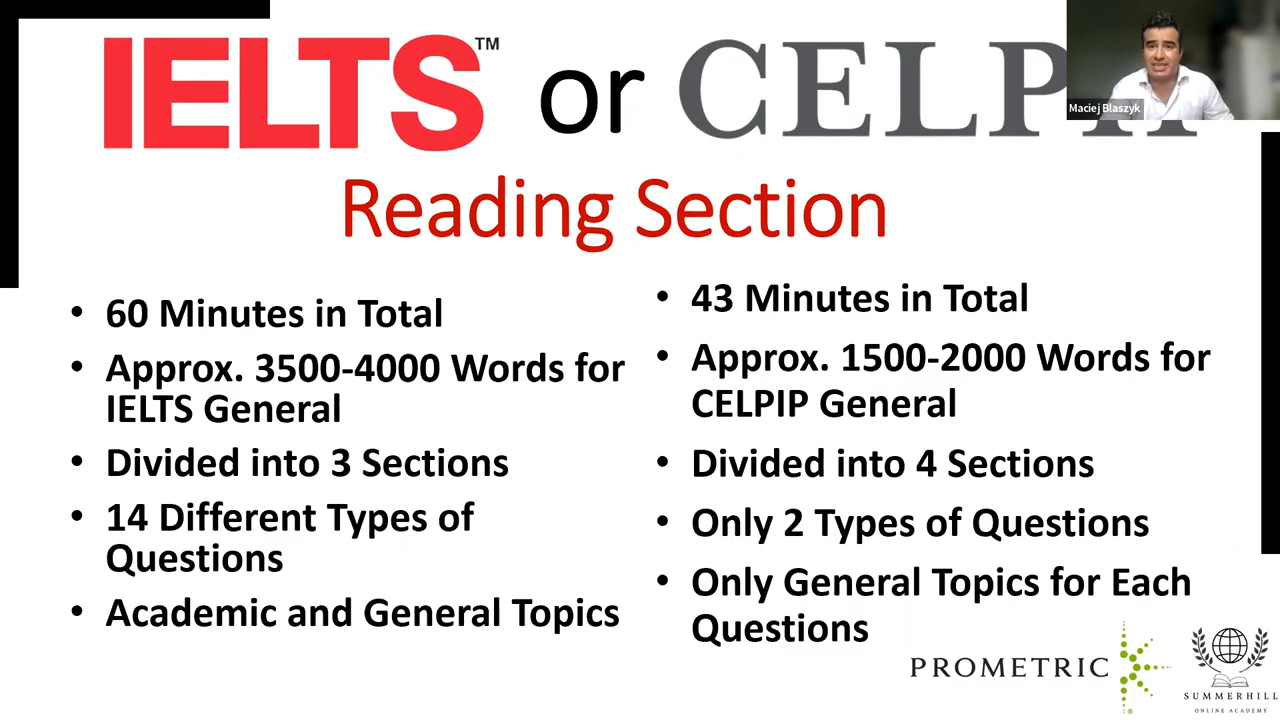 IELTS™ or CELPIP
Maciej Blaszyk
Reading Section
• 60 Minutes in Total
• Approx. 3500-4000 Words for
IELTS General
• Divided into 3 Sections
• 14 Different Types of
Questions
• Academic and General Topics
• 43 Minutes in Total
• Approx. 1500-2000 Words for
CELPIP General
• Divided into 4 Sections
• Only 2 Types of Questions
• Only General Topics for Each
Questions
PROMETRIC
SUMMERHILL
ONLINE ACADEMY